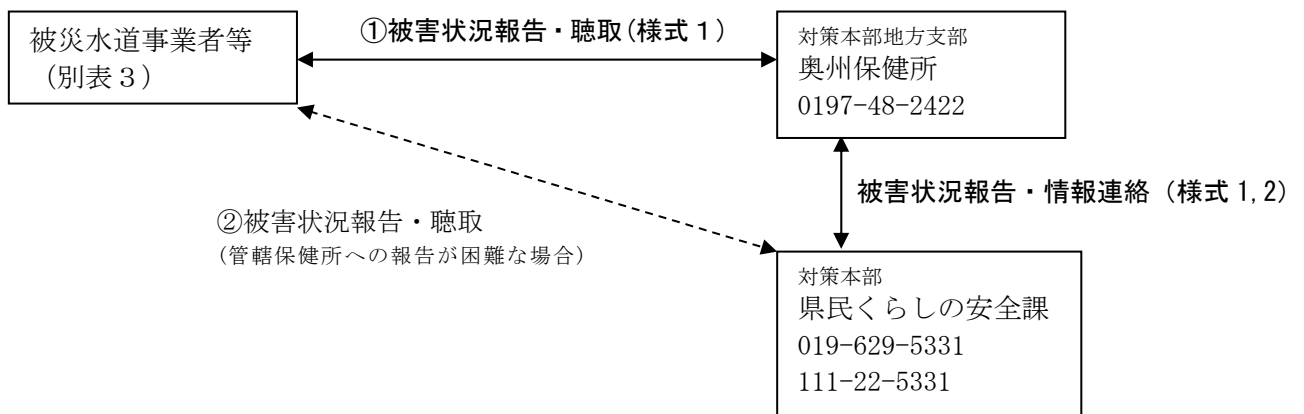 被災水道事業者等
（別表３）
①被害状況報告・聴取(様式１)
対策本部地方支部
奥州保健所
0197-48-2422
被害状況報告・情報連絡（様式1,2）
②被害状況報告・聴取
（管轄保健所への報告が困難な場合）
対策本部
県民くらしの安全課
019-629-5331
111-22-5331